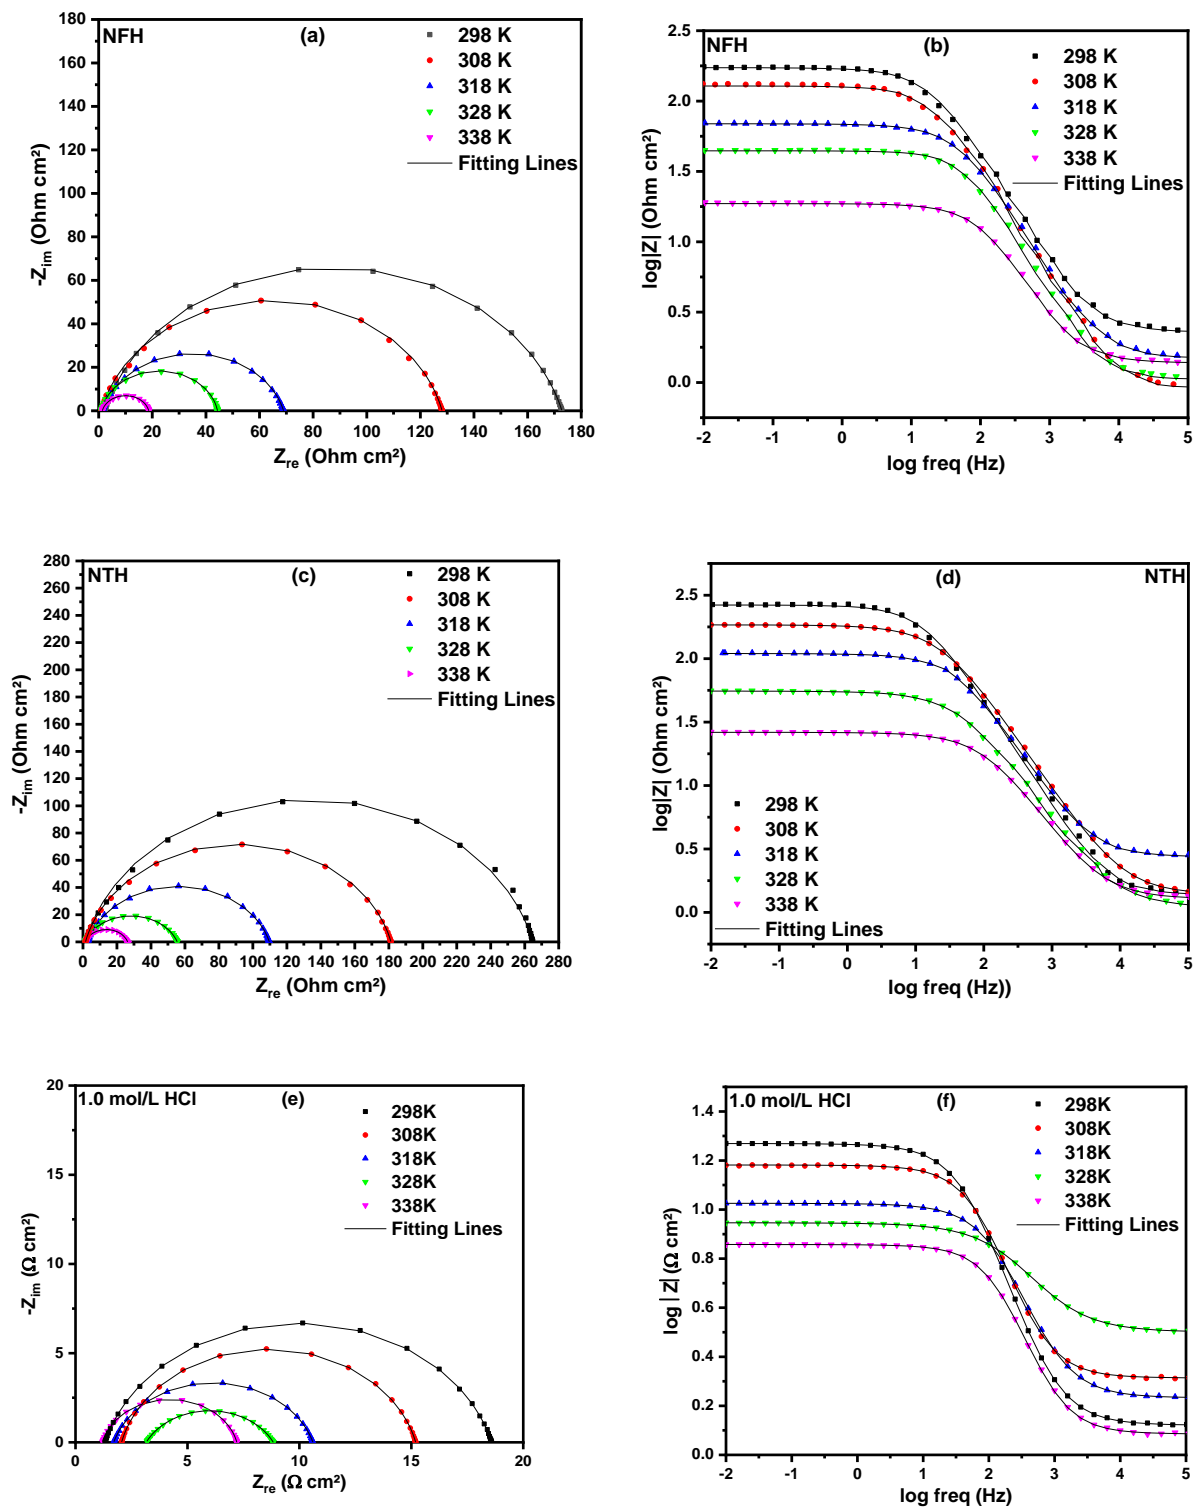 NFH
(a)
298 K
308 K
318 K
328 K
338 K
Fitting Lines
180
160
140
120
100
80
60
40
20
0
0 20 40 60 80 100 120 140 160 180
-Z_im (Ohm cm²)
Z_re (Ohm cm²)
NFH
(b)
298 K
308 K
318 K
328 K
338 K
Fitting Lines
2.5
2.0
1.5
1.0
0.5
0.0
-2 -1 0 1 2 3 4 5
log|Z| (Ohm cm²)
log freq (Hz)
NTH
(c)
298 K
308 K
318 K
328 K
338 K
Fitting Lines
280
260
240
220
200
180
160
140
120
100
80
60
40
20
0
0 20 40 60 80 100 120 140 160 180 200 220 240 260 280
-Z_im (Ohm cm²)
Z_re (Ohm cm²)
(d)
NTH
298 K
308 K
318 K
328 K
338 K
Fitting Lines
2.5
2.0
1.5
1.0
0.5
0.0
-2 -1 0 1 2 3 4 5
log|Z| (Ohm cm²)
log freq (Hz))
1.0 mol/L HCl
(e)
298K
308K
318K
328K
338K
Fitting Lines
20
15
10
5
0
0 5 10 15 20
-Z_im (Ω cm²)
Z_re (Ω cm²)
1.0 mol/L HCl
(f)
298K
308K
318K
328K
338K
Fitting Lines
1.4
1.2
1.0
0.8
0.6
0.4
0.2
0.0
-2 -1 0 1 2 3 4 5
log |Z| (Ω cm²)
log freq (Hz)